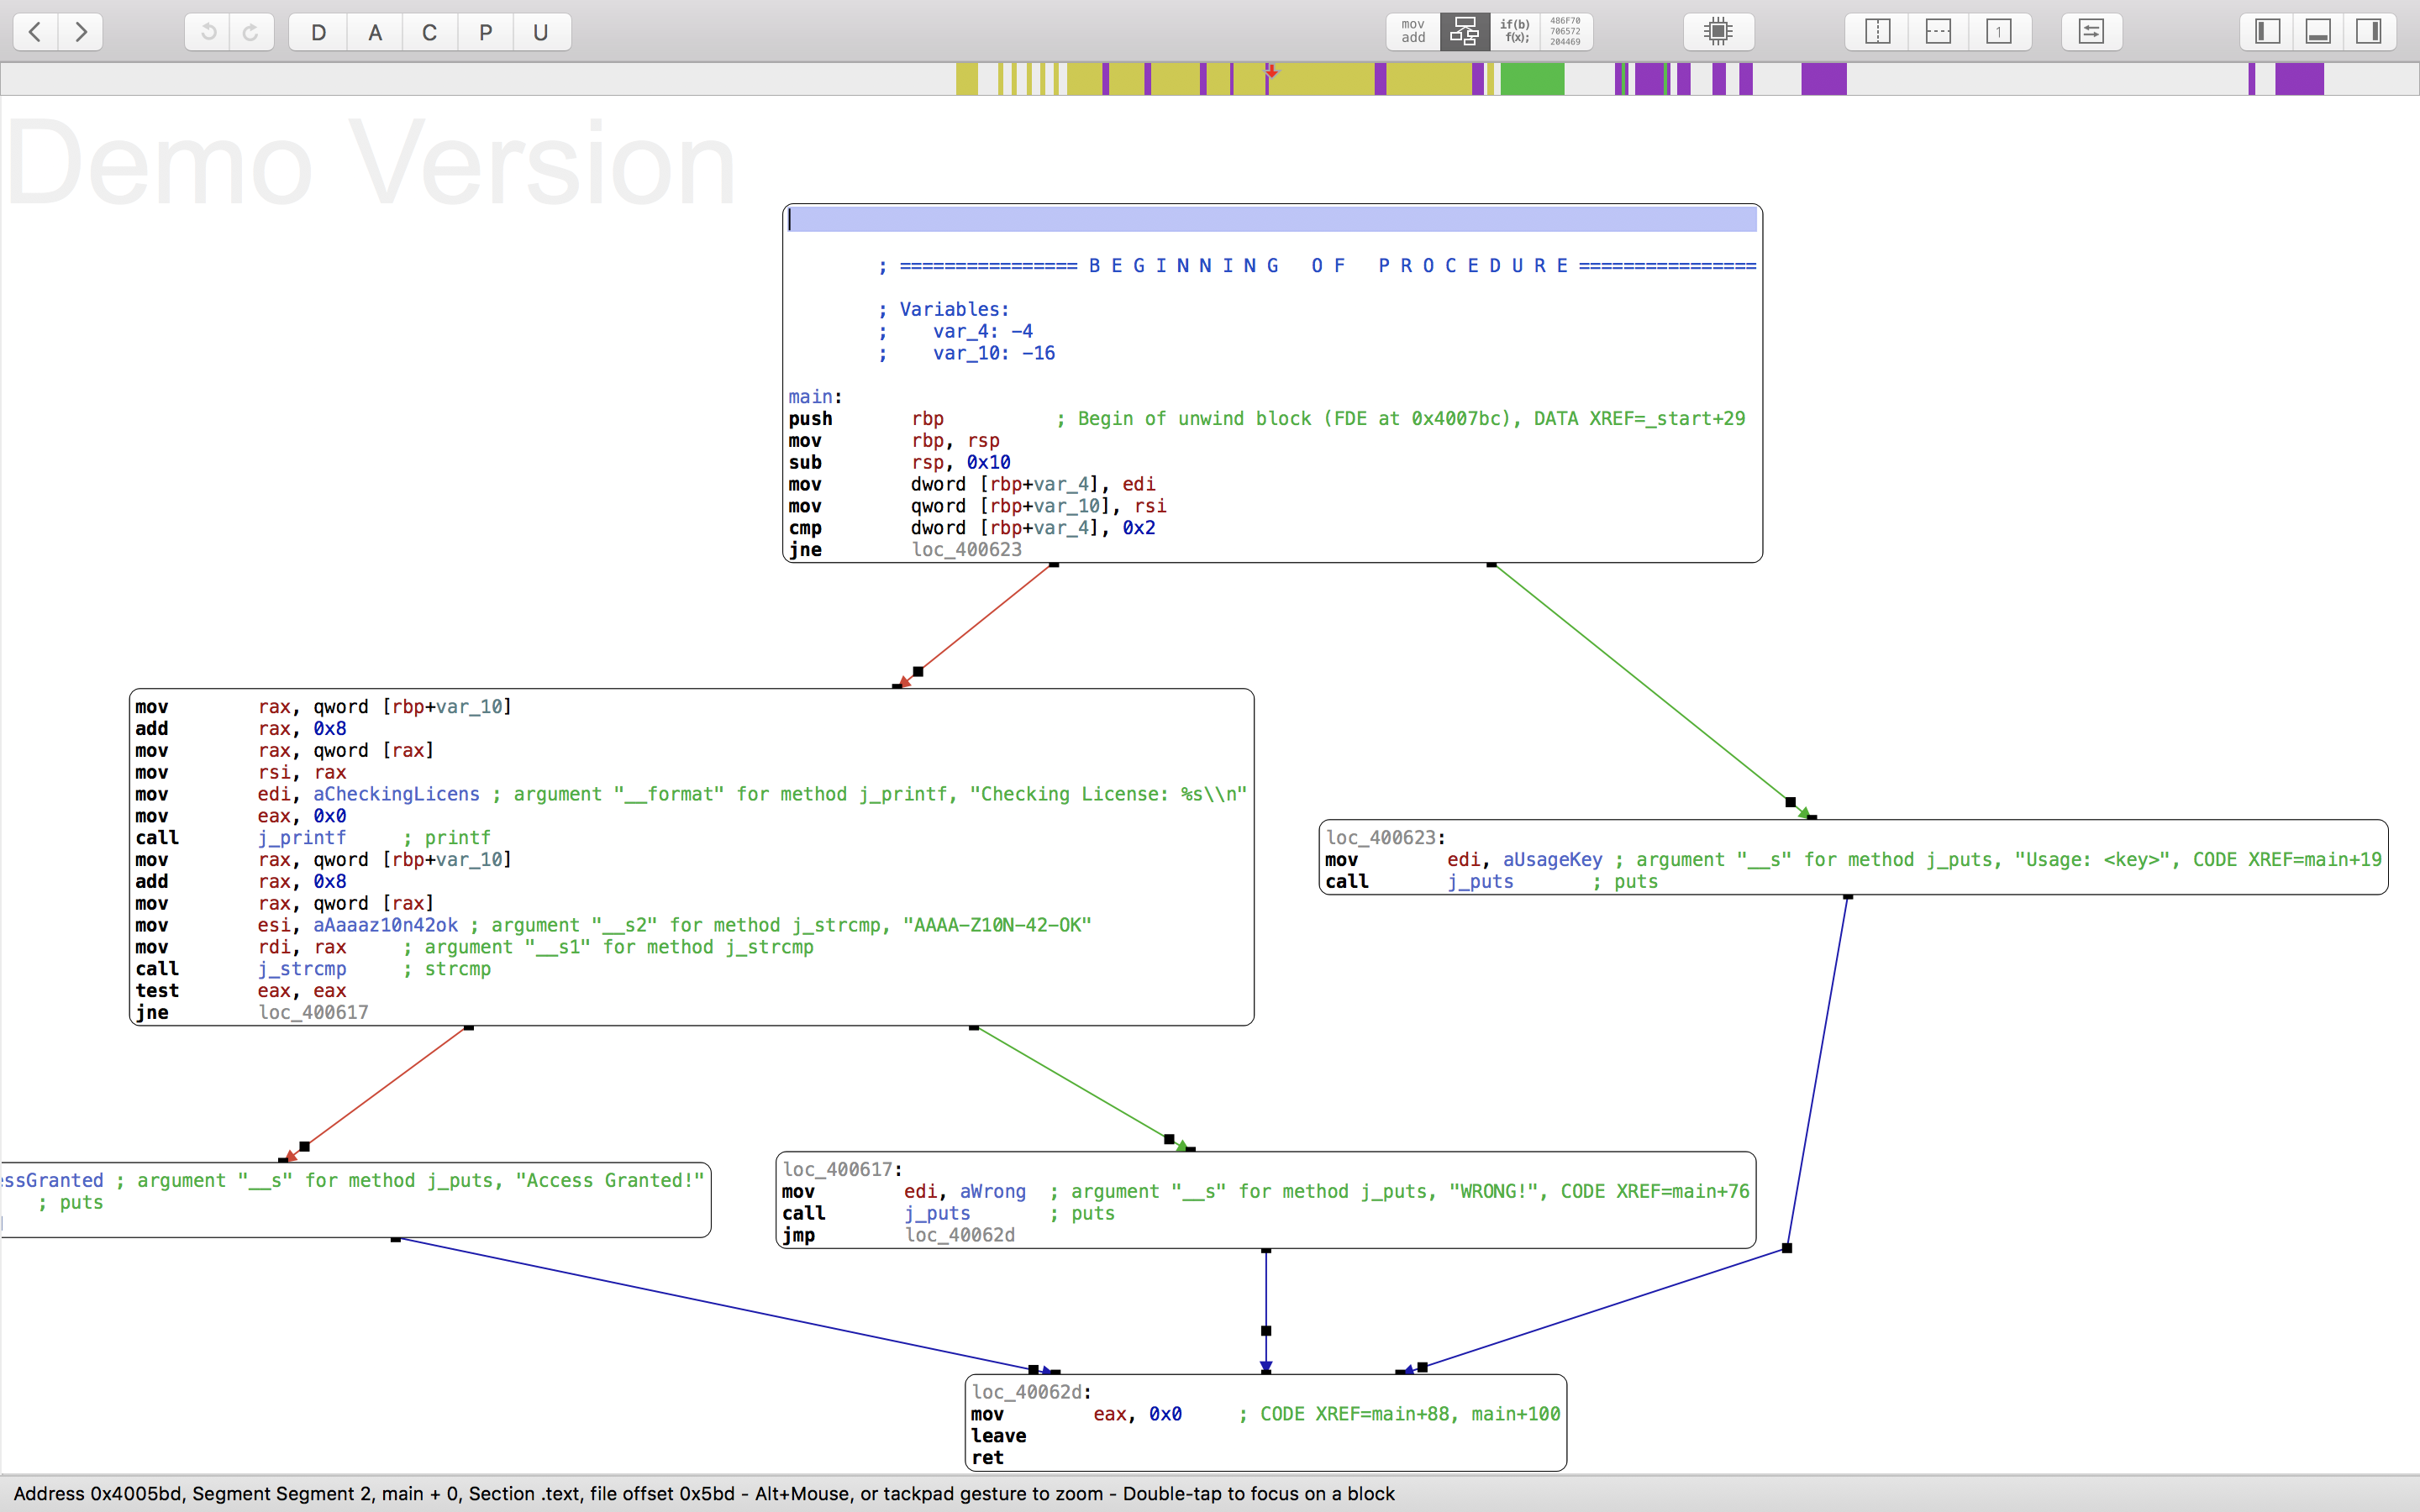 D A C P U
mov
add
if(b)
f(x);
486F70
706572
204469
1
Demo Version
; ================ B E G I N N I N G   O F   P R O C E D U R E ================
; Variables:
;    var_4: -4
;    var_10: -16
main:
push rbp ; Begin of unwind block (FDE at 0x4007bc), DATA XREF=_start+29
mov rbp, rsp
sub rsp, 0x10
mov dword [rbp+var_4], edi
mov qword [rbp+var_10], rsi
cmp dword [rbp+var_4], 0x2
jne loc_400623
mov rax, qword [rbp+var_10]
add rax, 0x8
mov rax, qword [rax]
mov rsi, rax
mov edi, aCheckingLicens ; argument "__format" for method j_printf, "Checking License: %s\\n"
mov eax, 0x0
call j_printf ; printf
mov rax, qword [rbp+var_10]
add rax, 0x8
mov rax, qword [rax]
mov esi, aAaaaz10n42ok ; argument "__s2" for method j_strcmp, "AAAA-Z10N-42-OK"
mov rdi, rax ; argument "__s1" for method j_strcmp
call j_strcmp ; strcmp
test eax, eax
jne loc_400617
loc_400623:
mov edi, aUsageKey ; argument "__s" for method j_puts, "Usage: <key>", CODE XREF=main+19
call j_puts ; puts
ssGranted ; argument "__s" for method j_puts, "Access Granted!"
; puts
loc_400617:
mov edi, aWrong ; argument "__s" for method j_puts, "WRONG!", CODE XREF=main+76
call j_puts ; puts
jmp loc_40062d
loc_40062d:
mov eax, 0x0 ; CODE XREF=main+88, main+100
leave
ret
Address 0x4005bd, Segment Segment 2, main + 0, Section .text, file offset 0x5bd - Alt+Mouse, or tackpad gesture to zoom - Double-tap to focus on a block